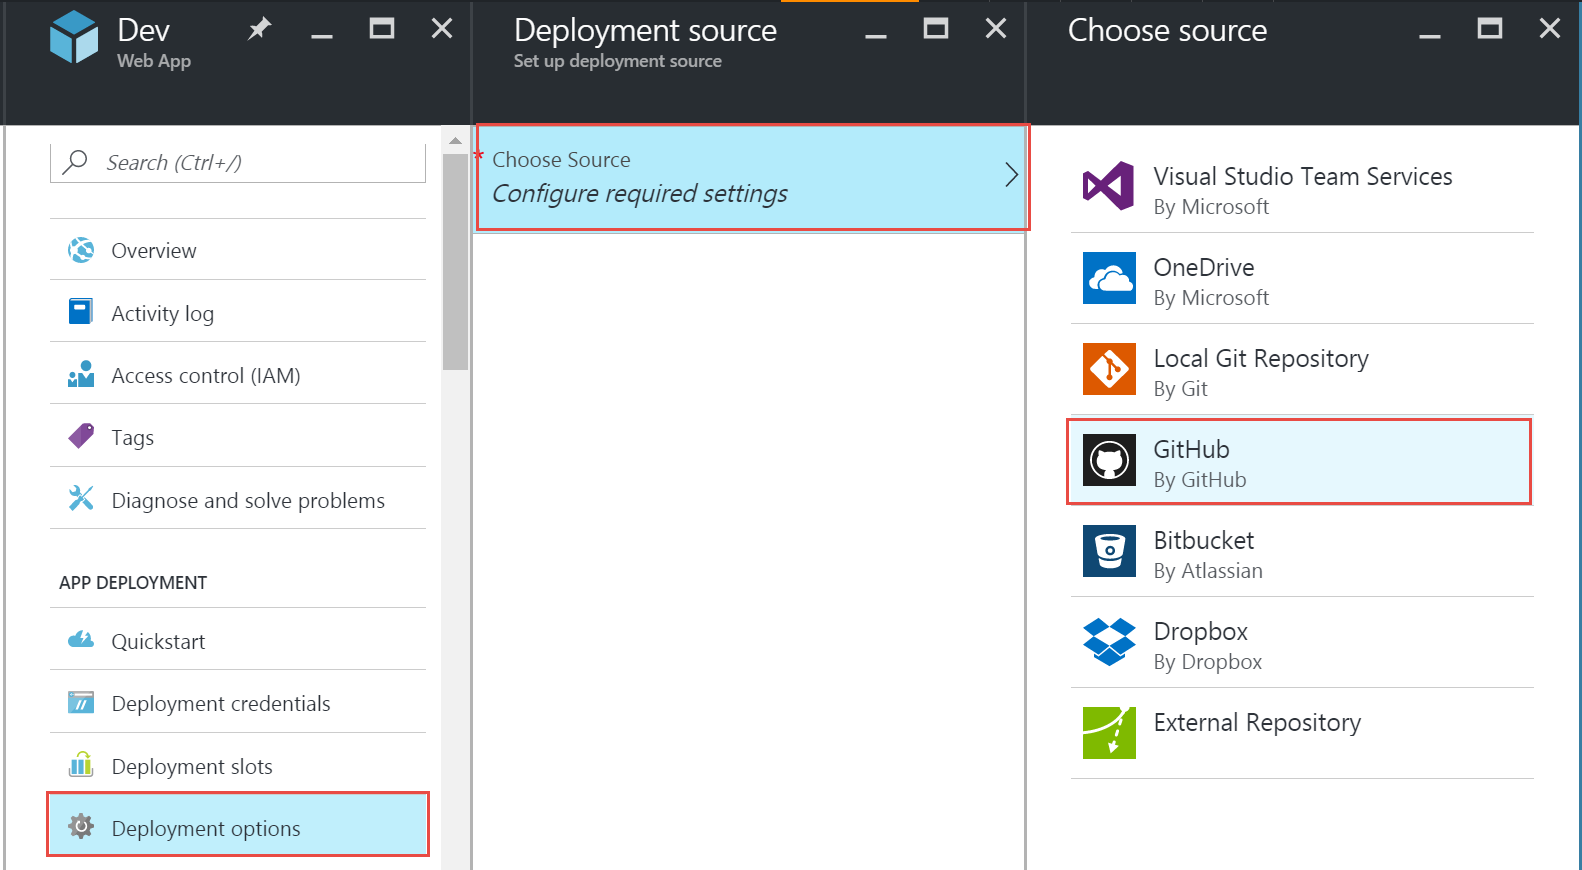 Dev
Web App
Search (Ctrl+/)
Overview
Activity log
Access control (IAM)
Tags
Diagnose and solve problems
APP DEPLOYMENT
Quickstart
Deployment credentials
Deployment slots
Deployment options
Deployment source
Set up deployment source
* Choose Source
Configure required settings
Choose source
Visual Studio Team Services
By Microsoft
OneDrive
By Microsoft
Local Git Repository
By Git
GitHub
By GitHub
Bitbucket
By Atlassian
Dropbox
By Dropbox
External Repository